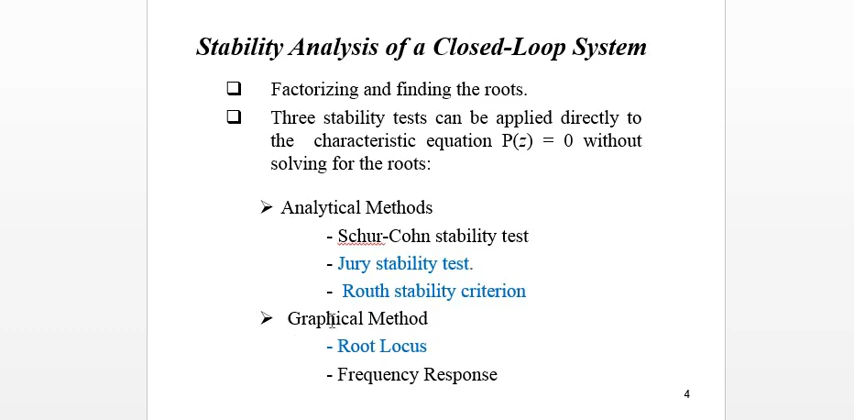 Stability Analysis of a Closed-Loop System
❑ Factorizing and finding the roots.
❑ Three stability tests can be applied directly to
the characteristic equation P(z) = 0 without
solving for the roots:
➢ Analytical Methods
- Schur-Cohn stability test
- Jury stability test.
- Routh stability criterion
➢ Graphical Method
- Root Locus
- Frequency Response
4